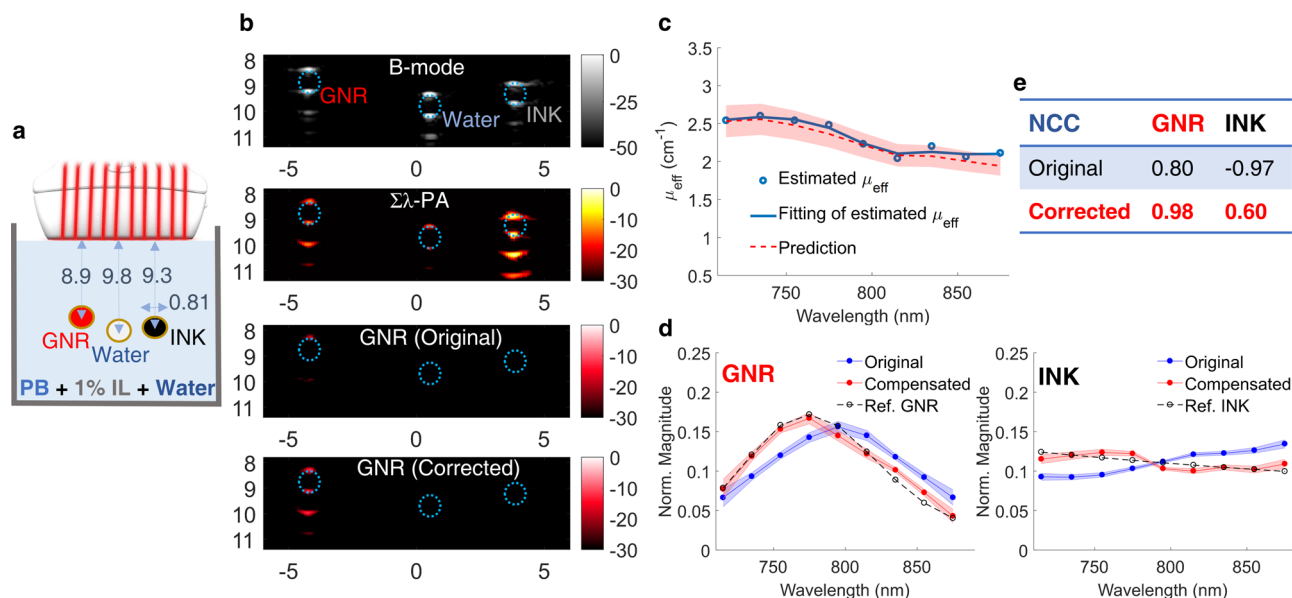 a
8.9
9.8
9.3
0.81
GNR
Water
INK
PB + 1% IL + Water
b
8
9
10
11
B-mode
GNR
Water
INK
-5
0
5
0
-25
-50
8
9
10
11
Σλ-PA
-5
0
5
0
-10
-20
-30
8
9
10
11
GNR (Original)
-5
0
5
0
-10
-20
-30
8
9
10
11
GNR (Corrected)
-5
0
5
0
-10
-20
-30
c
3.5
3
2.5
2
1.5
1
0.5
μeff (cm-1)
Estimated μeff
Fitting of estimated μeff
Prediction
750
800
850
Wavelength (nm)
d
GNR
0.25
0.2
0.15
0.1
0.05
0
Norm. Magnitude
Original
Compensated
Ref. GNR
750
800
850
Wavelength (nm)
INK
0.25
0.2
0.15
0.1
0.05
0
Norm. Magnitude
Original
Compensated
Ref. INK
750
800
850
Wavelength (nm)
e
NCC GNR INK
Original 0.80 -0.97
Corrected 0.98 0.60